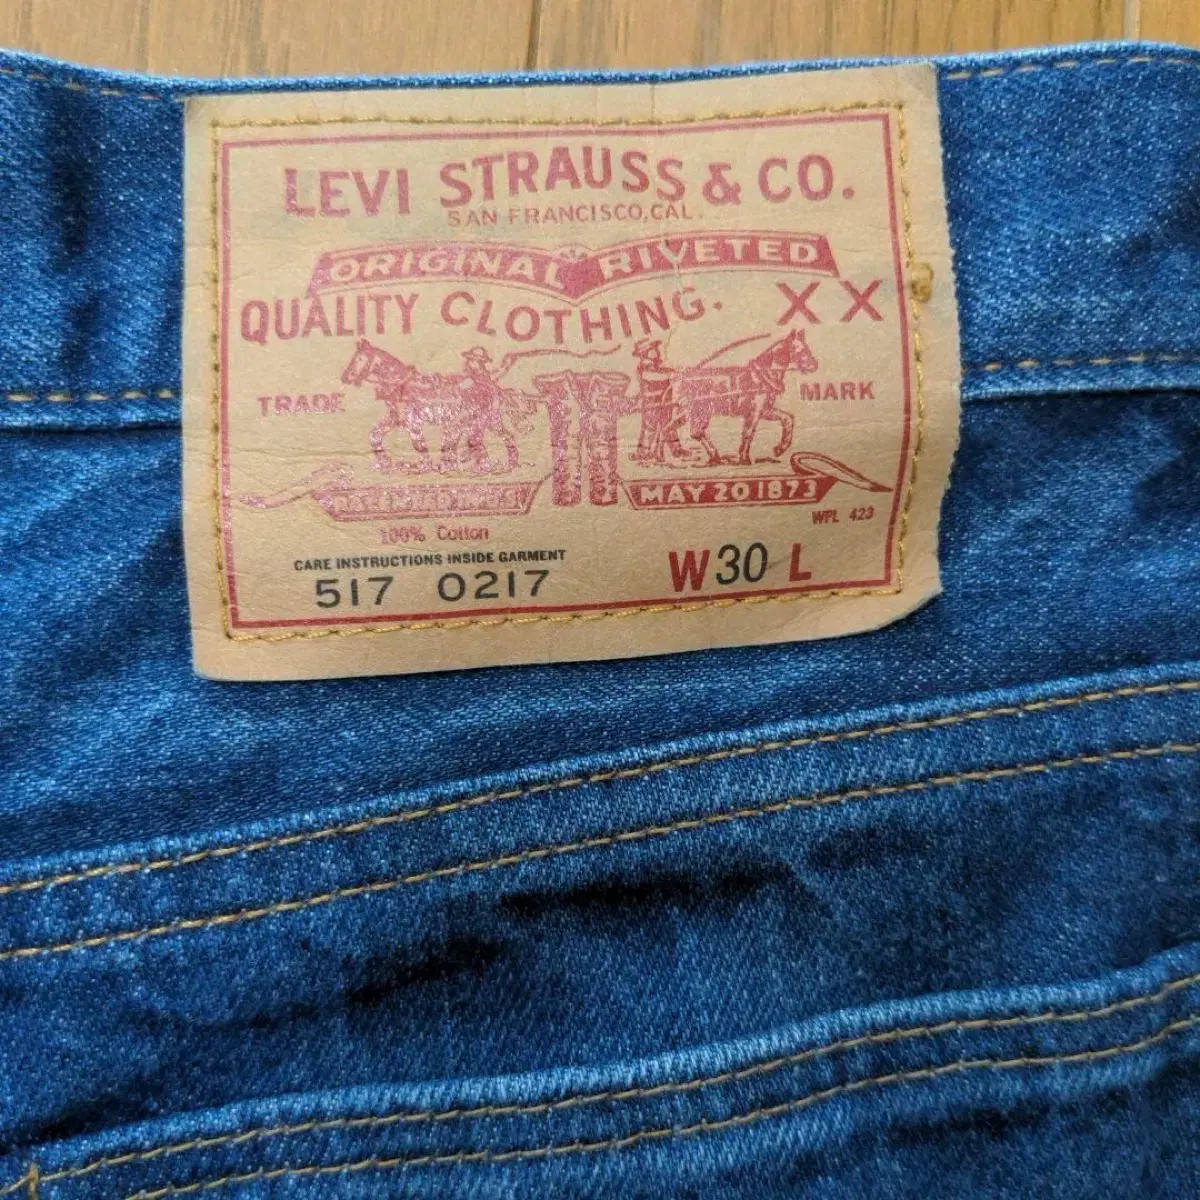 LEVI STRAUSS & CO.
SAN FRANCISCO, CAL.
ORIGINAL RIVETED
QUALITY CLOTHING. XX
TRADE MARK
MAY 20 1873
WPL 423
100% Cotton
CARE INSTRUCTIONS INSIDE GARMENT
517 0217
W30 L